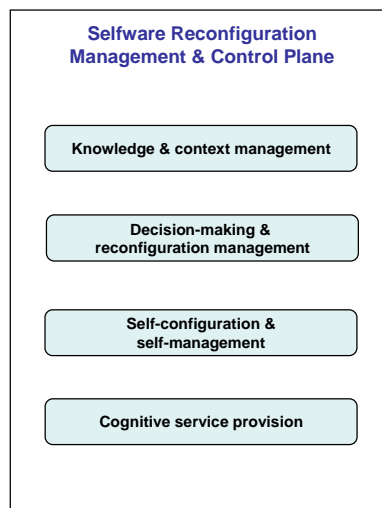 Selfware Reconfiguration
Management & Control Plane
Knowledge & context management
Decision-making &
reconfiguration management
Self-configuration &
self-management
Cognitive service provision